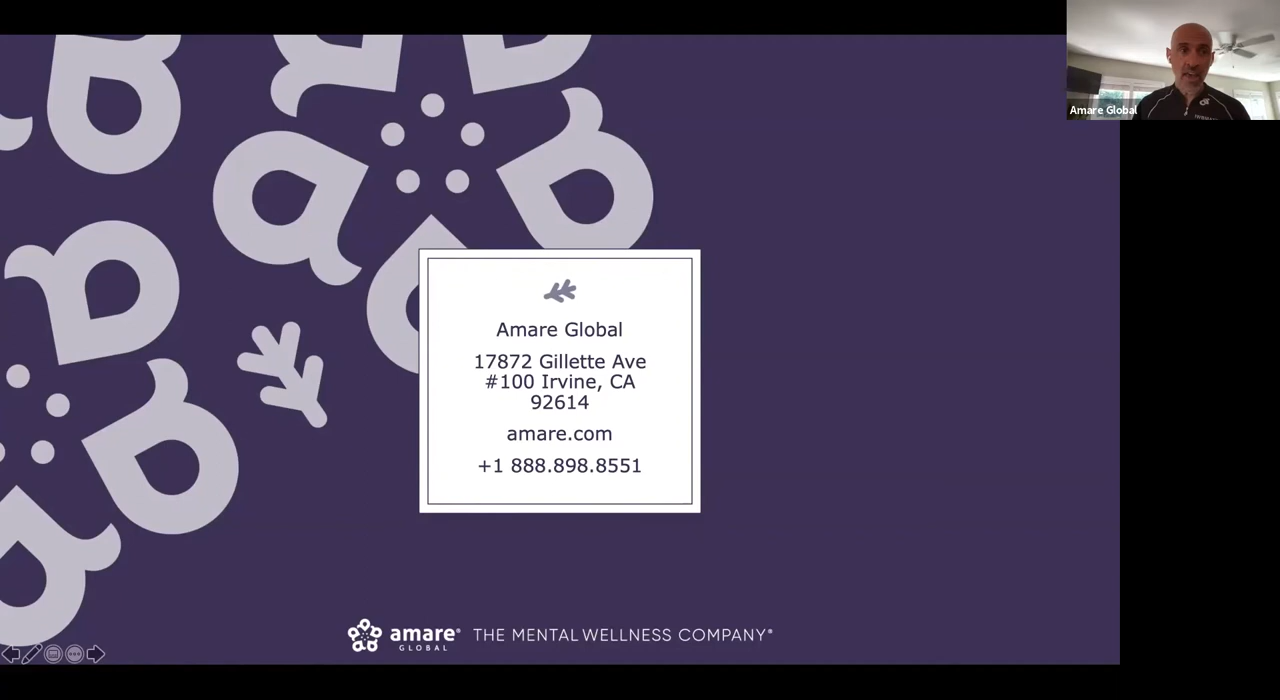 Amare Global
Amare Global
17872 Gillette Ave
#100 Irvine, CA
92614
amare.com
+1 888.898.8551
amare® THE MENTAL WELLNESS COMPANY®
GLOBAL